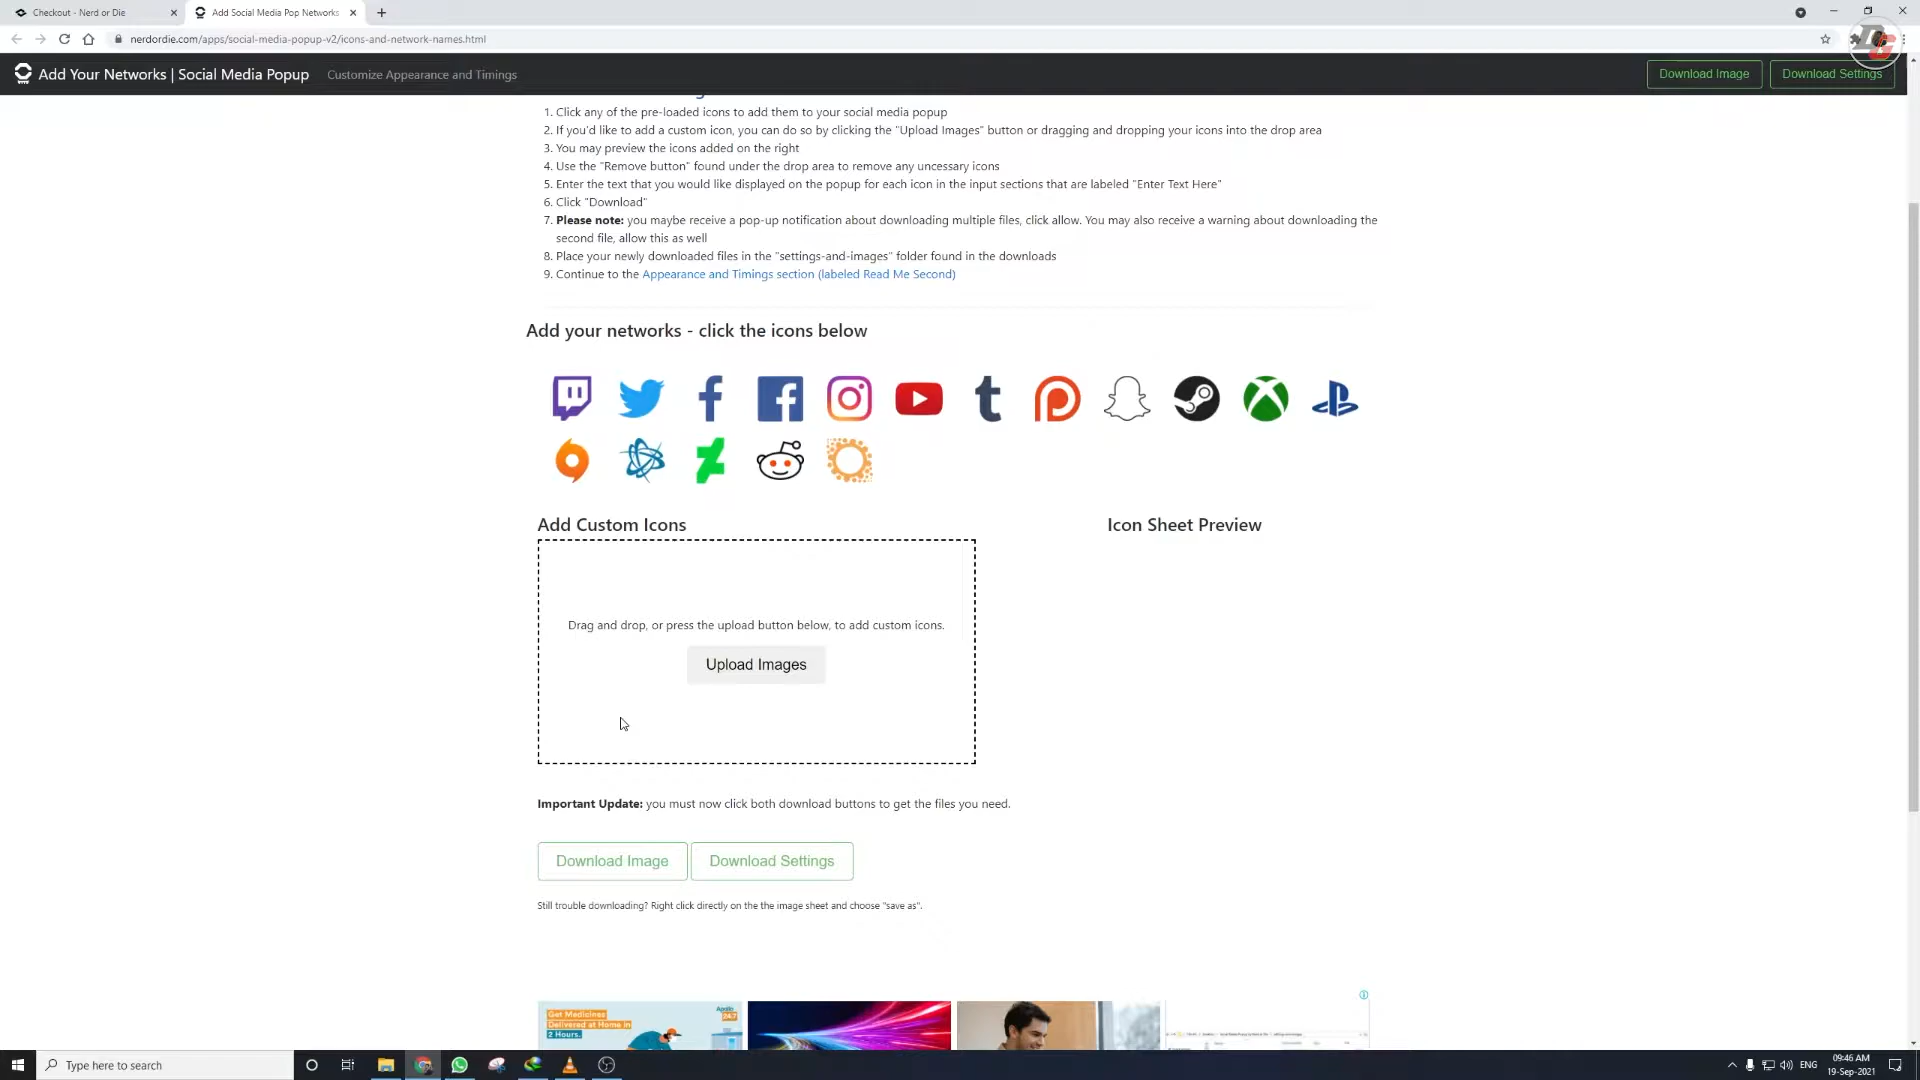 Checkout - Nerd or Die
Add Social Media Pop Networks
nerdordie.com/apps/social-media-popup-v2/icons-and-network-names.html
Add Your Networks | Social Media Popup
Customize Appearance and Timings
Download Image
Download Settings
1. Click any of the pre-loaded icons to add them to your social media popup
2. If you'd like to add a custom icon, you can do so by clicking the "Upload Images" button or dragging and dropping your icons into the drop area
3. You may preview the icons added on the right
4. Use the "Remove button" found under the drop area to remove any uncessary icons
5. Enter the text that you would like displayed on the popup for each icon in the input sections that are labeled "Enter Text Here"
6. Click "Download"
7. Please note: you maybe receive a pop-up notification about downloading multiple files, click allow. You may also receive a warning about downloading the
second file, allow this as well
8. Place your newly downloaded files in the "settings-and-images" folder found in the downloads
9. Continue to the Appearance and Timings section (labeled Read Me Second)
Add your networks - click the icons below
Add Custom Icons
Icon Sheet Preview
Drag and drop, or press the upload button below, to add custom icons.
Upload Images
Important Update: you must now click both download buttons to get the files you need.
Download Image
Download Settings
Still trouble downloading? Right click directly on the the image sheet and choose "save as".
Get Medicines
Delivered at Home in
2 Hours.
Apollo
24|7
Type here to search
ENG
09:46 AM
19-Sep-2021